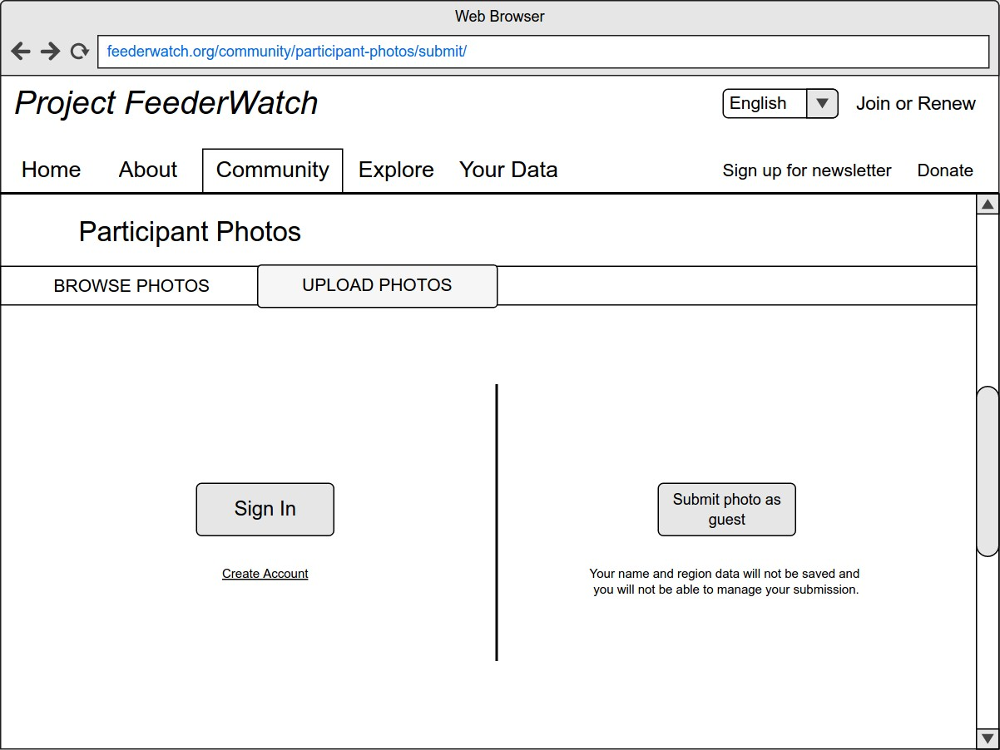 Web Browser
feederwatch.org/community/participant-photos/submit/
Project FeederWatch
English
Join or Renew
Home
About
Community
Explore
Your Data
Sign up for newsletter
Donate
Participant Photos
BROWSE PHOTOS
UPLOAD PHOTOS
Sign In
Create Account
Submit photo as
guest
Your name and region data will not be saved and
you will not be able to manage your submission.